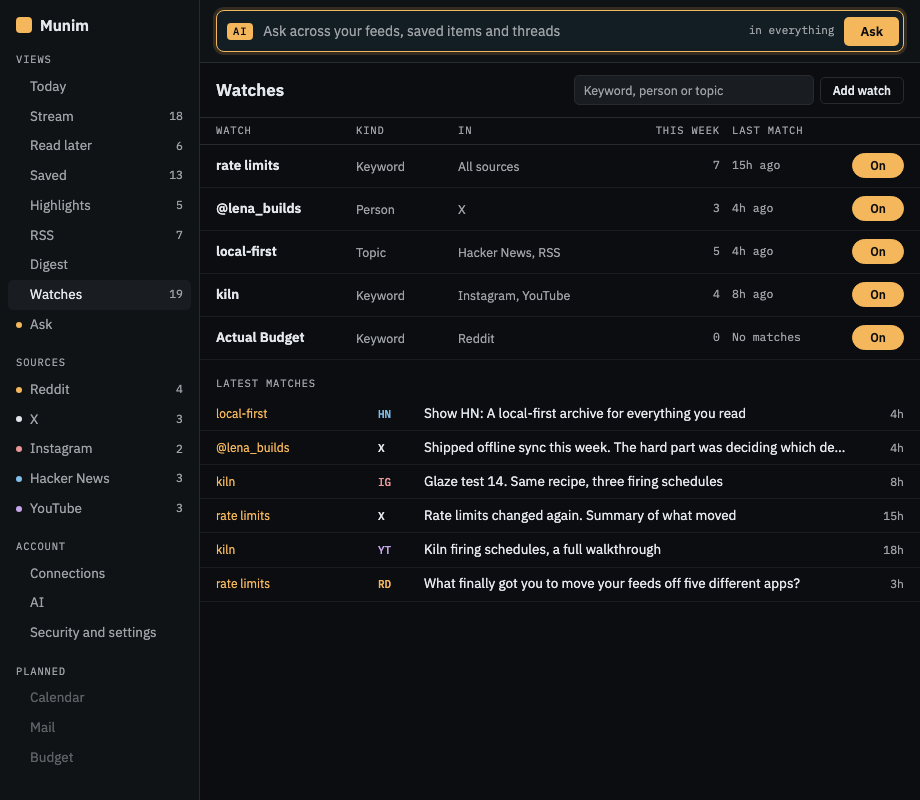 Munim
VIEWS
Today
Stream 18
Read later 6
Saved 13
Highlights 5
RSS 7
Digest
Watches 19
Ask
SOURCES
Reddit 4
X 3
Instagram 2
Hacker News 3
YouTube 3
ACCOUNT
Connections
AI
Security and settings
PLANNED
Calendar
Mail
Budget
AI Ask across your feeds, saved items and threads in everything Ask
Watches Keyword, person or topic Add watch
WATCH KIND IN THIS WEEK LAST MATCH
rate limits Keyword All sources 7 15h ago On
@lena_builds Person X 3 4h ago On
local-first Topic Hacker News, RSS 5 4h ago On
kiln Keyword Instagram, YouTube 4 8h ago On
Actual Budget Keyword Reddit 0 No matches On
LATEST MATCHES
local-first HN Show HN: A local-first archive for everything you read 4h
@lena_builds X Shipped offline sync this week. The hard part was deciding which de... 4h
kiln IG Glaze test 14. Same recipe, three firing schedules 8h
rate limits X Rate limits changed again. Summary of what moved 15h
kiln YT Kiln firing schedules, a full walkthrough 18h
rate limits RD What finally got you to move your feeds off five different apps? 3h